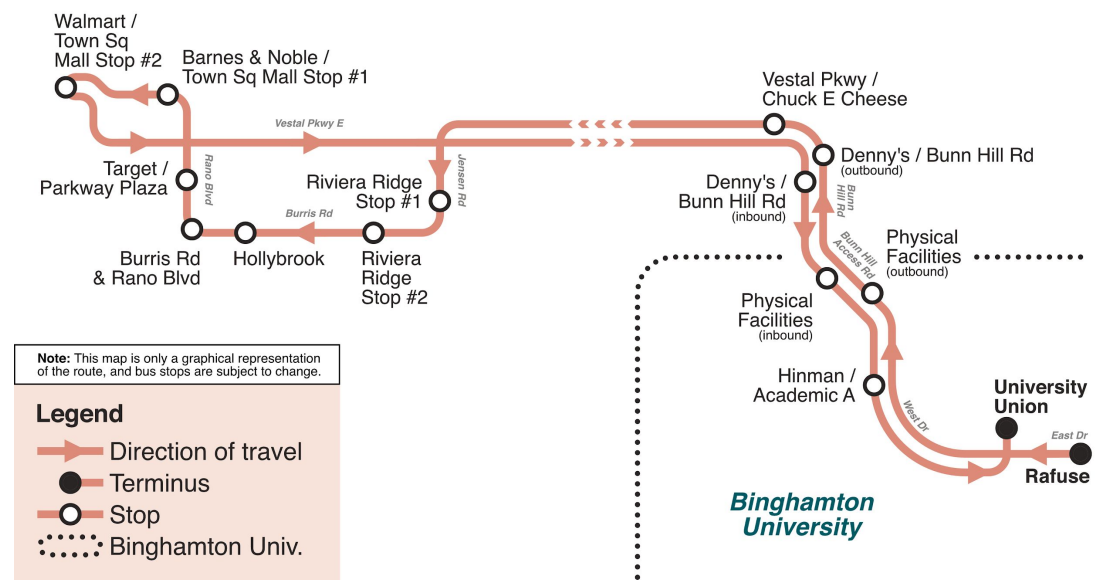 Walmart /
Town Sq
Mall Stop #2
Barnes & Noble /
Town Sq Mall Stop #1
Vestal Pkwy E
Target /
Parkway Plaza
Rano Blvd
Burris Rd
& Rano Blvd
Hollybrook
Burris Rd
Riviera Ridge
Stop #1
Jensen Rd
Riviera
Ridge
Stop #2
Vestal Pkwy /
Chuck E Cheese
Denny's / Bunn Hill Rd
(outbound)
Denny's /
Bunn Hill Rd
(inbound)
Bunn
Hill Rd
Bunn Hill
Access Rd
Physical
Facilities
(outbound)
Physical
Facilities
(inbound)
Hinman /
Academic A
West Dr
University
Union
East Dr
Rafuse
Binghamton
University
Note: This map is only a graphical representation
of the route, and bus stops are subject to change.
Legend
Direction of travel
Terminus
Stop
Binghamton Univ.